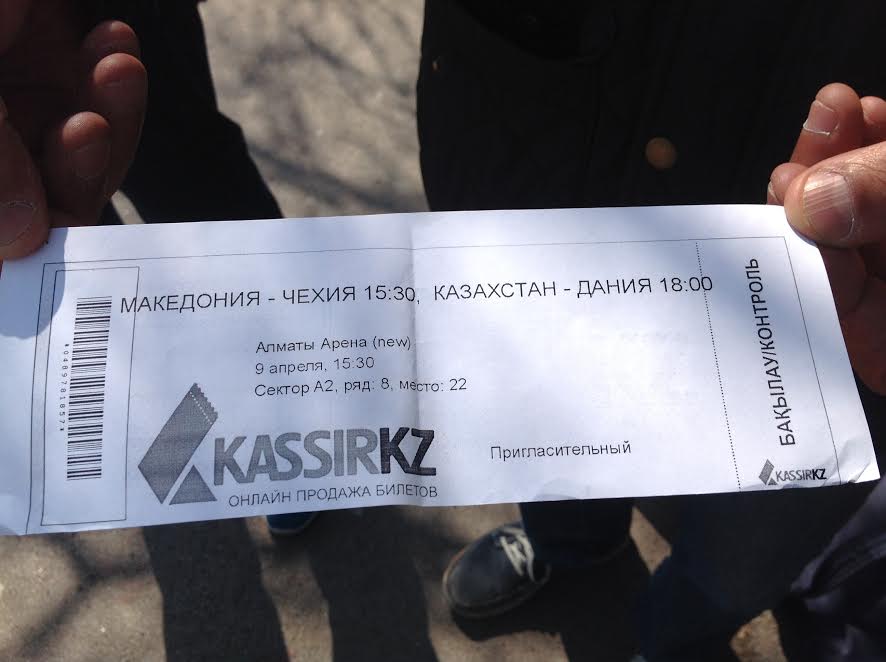 МАКЕДОНИЯ - ЧЕХИЯ 15:30, КАЗАХСТАН - ДАНИЯ 18:00
Алматы Арена (new)
9 апреля, 15:30
Сектор A2, ряд: 8, место: 22
KASSIRKZ
ОНЛАЙН ПРОДАЖА БИЛЕТОВ
Пригласительный
БАҚЫЛАУ/КОНТРОЛЬ
KASSIRKZ